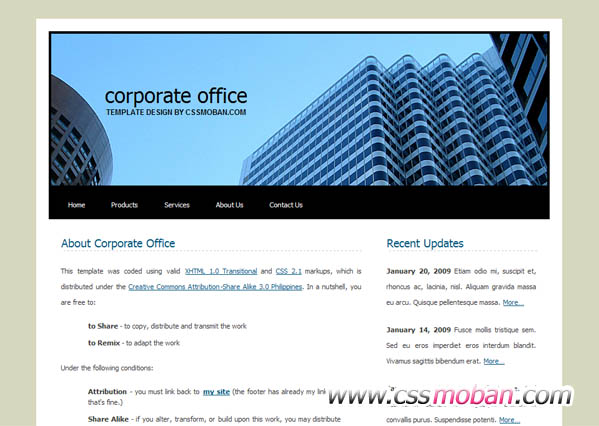 corporate office
TEMPLATE DESIGN BY CSSMOBAN.COM
Home Products Services About Us Contact Us
About Corporate Office
This template was coded using valid XHTML 1.0 Transitional and CSS 2.1 markups, which is
distributed under the Creative Commons Attribution-Share Alike 3.0 Philippines. In a nutshell, you
are free to:
to Share - to copy, distribute and transmit the work
to Remix - to adapt the work
Under the following conditions:
Attribution - you must link back to my site (the footer has already my link
that's fine.)
Share Alike - if you alter, transform, or build upon this work, you may distribute
Recent Updates
January 20, 2009 Etiam odio mi, suscipit et,
rhoncus ac, lacinia, nisl. Aliquam gravida massa
eu arcu. Quisque pellentesque massa. More...
January 14, 2009 Fusce mollis tristique sem.
Sed eu eros imperdiet eros interdum blandit.
Vivamus sagittis bibendum erat. More...
www.cssmoban.com
convallis purus. Suspendisse potenti. More...